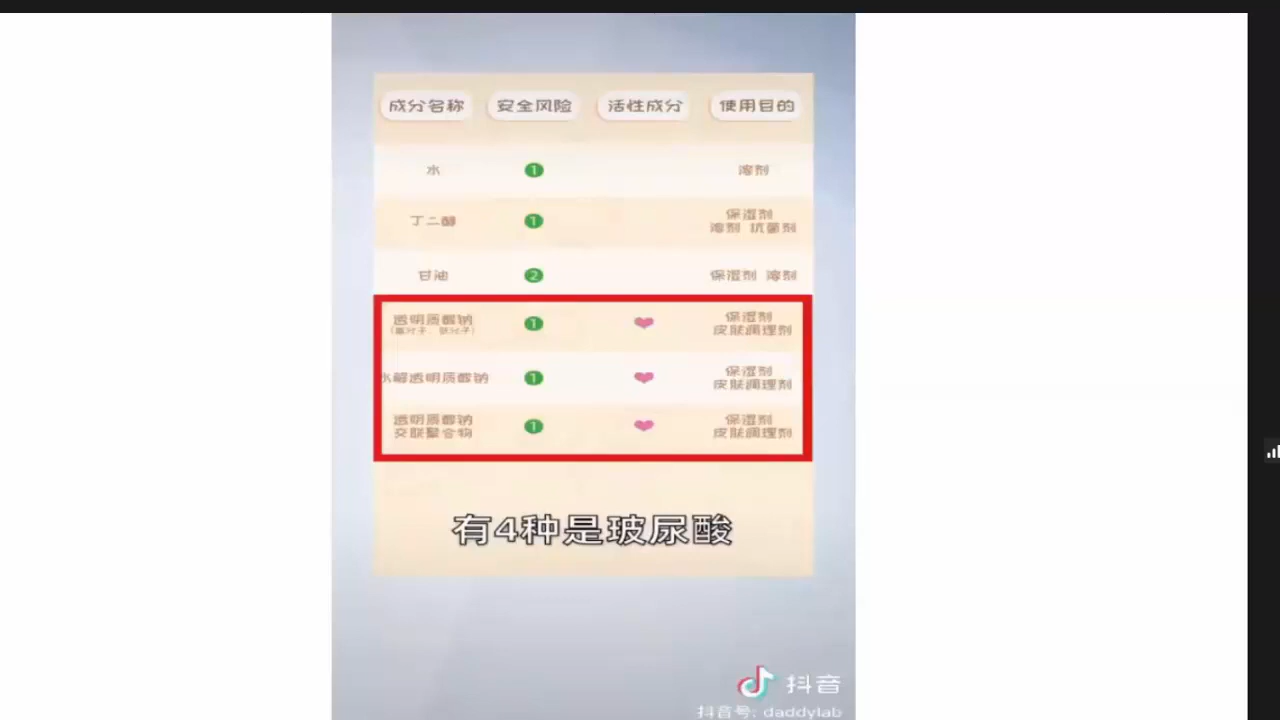 成分名称 安全风险 活性成分 使用目的
水 1 溶剂
丁二醇 1 保湿剂
溶剂 抗菌剂
甘油 2 保湿剂 溶剂
透明质酸钠 1 保湿剂
皮肤调理剂
水解透明质酸钠 1 保湿剂
皮肤调理剂
透明质酸钠 1 保湿剂
交联聚合物 皮肤调理剂
有4种是玻尿酸
抖音
抖音号: daddylab